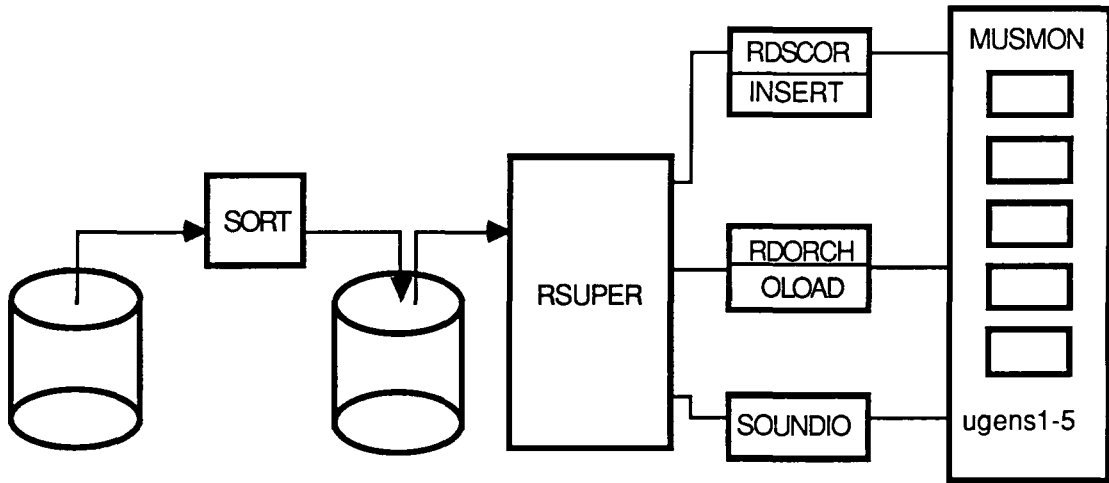 SORT
RSUPER
RDSCOR
INSERT
RDORCH
OLOAD
SOUNDIO
MUSMON
ugens1-5